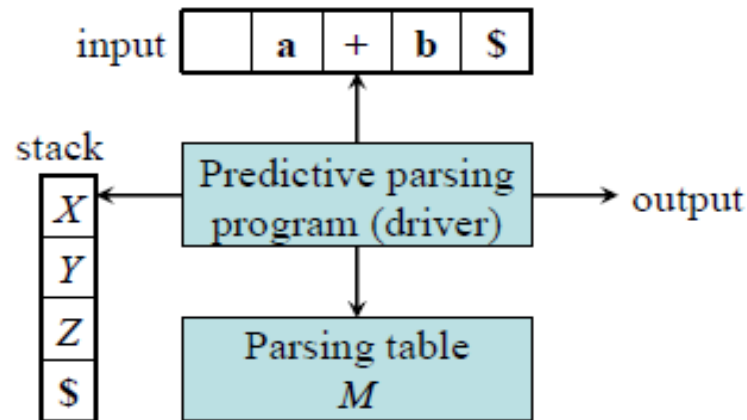 input a + b $
stack
X
Y
Z
$
Predictive parsing
program (driver)
output
Parsing table
M